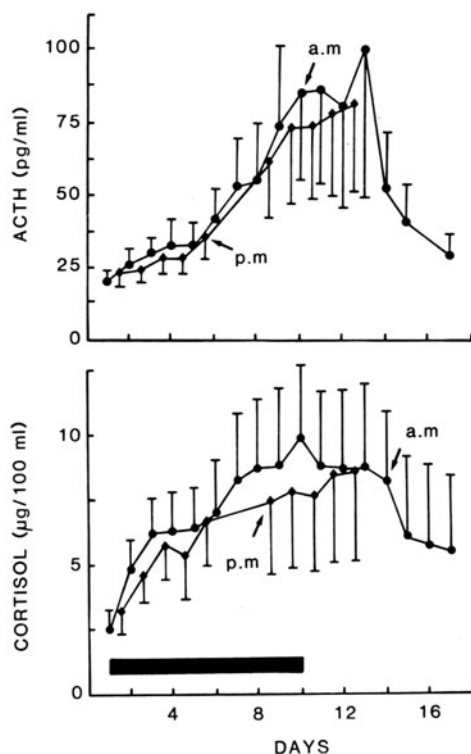 100
a.m
75
ACTH (pg/ml)
50
p.m
25
0
a.m
10
CORTISOL (µg/100 ml)
p.m
5
0
4 8 12 16
DAYS